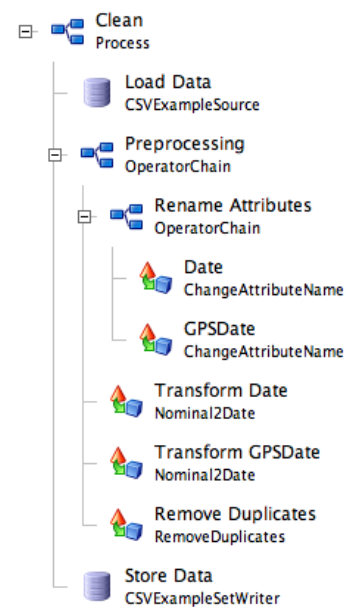 Clean
Process
Load Data
CSVExampleSource
Preprocessing
OperatorChain
Rename Attributes
OperatorChain
Date
ChangeAttributeName
GPSDate
ChangeAttributeName
Transform Date
Nominal2Date
Transform GPSDate
Nominal2Date
Remove Duplicates
RemoveDuplicates
Store Data
CSVExampleSetWriter